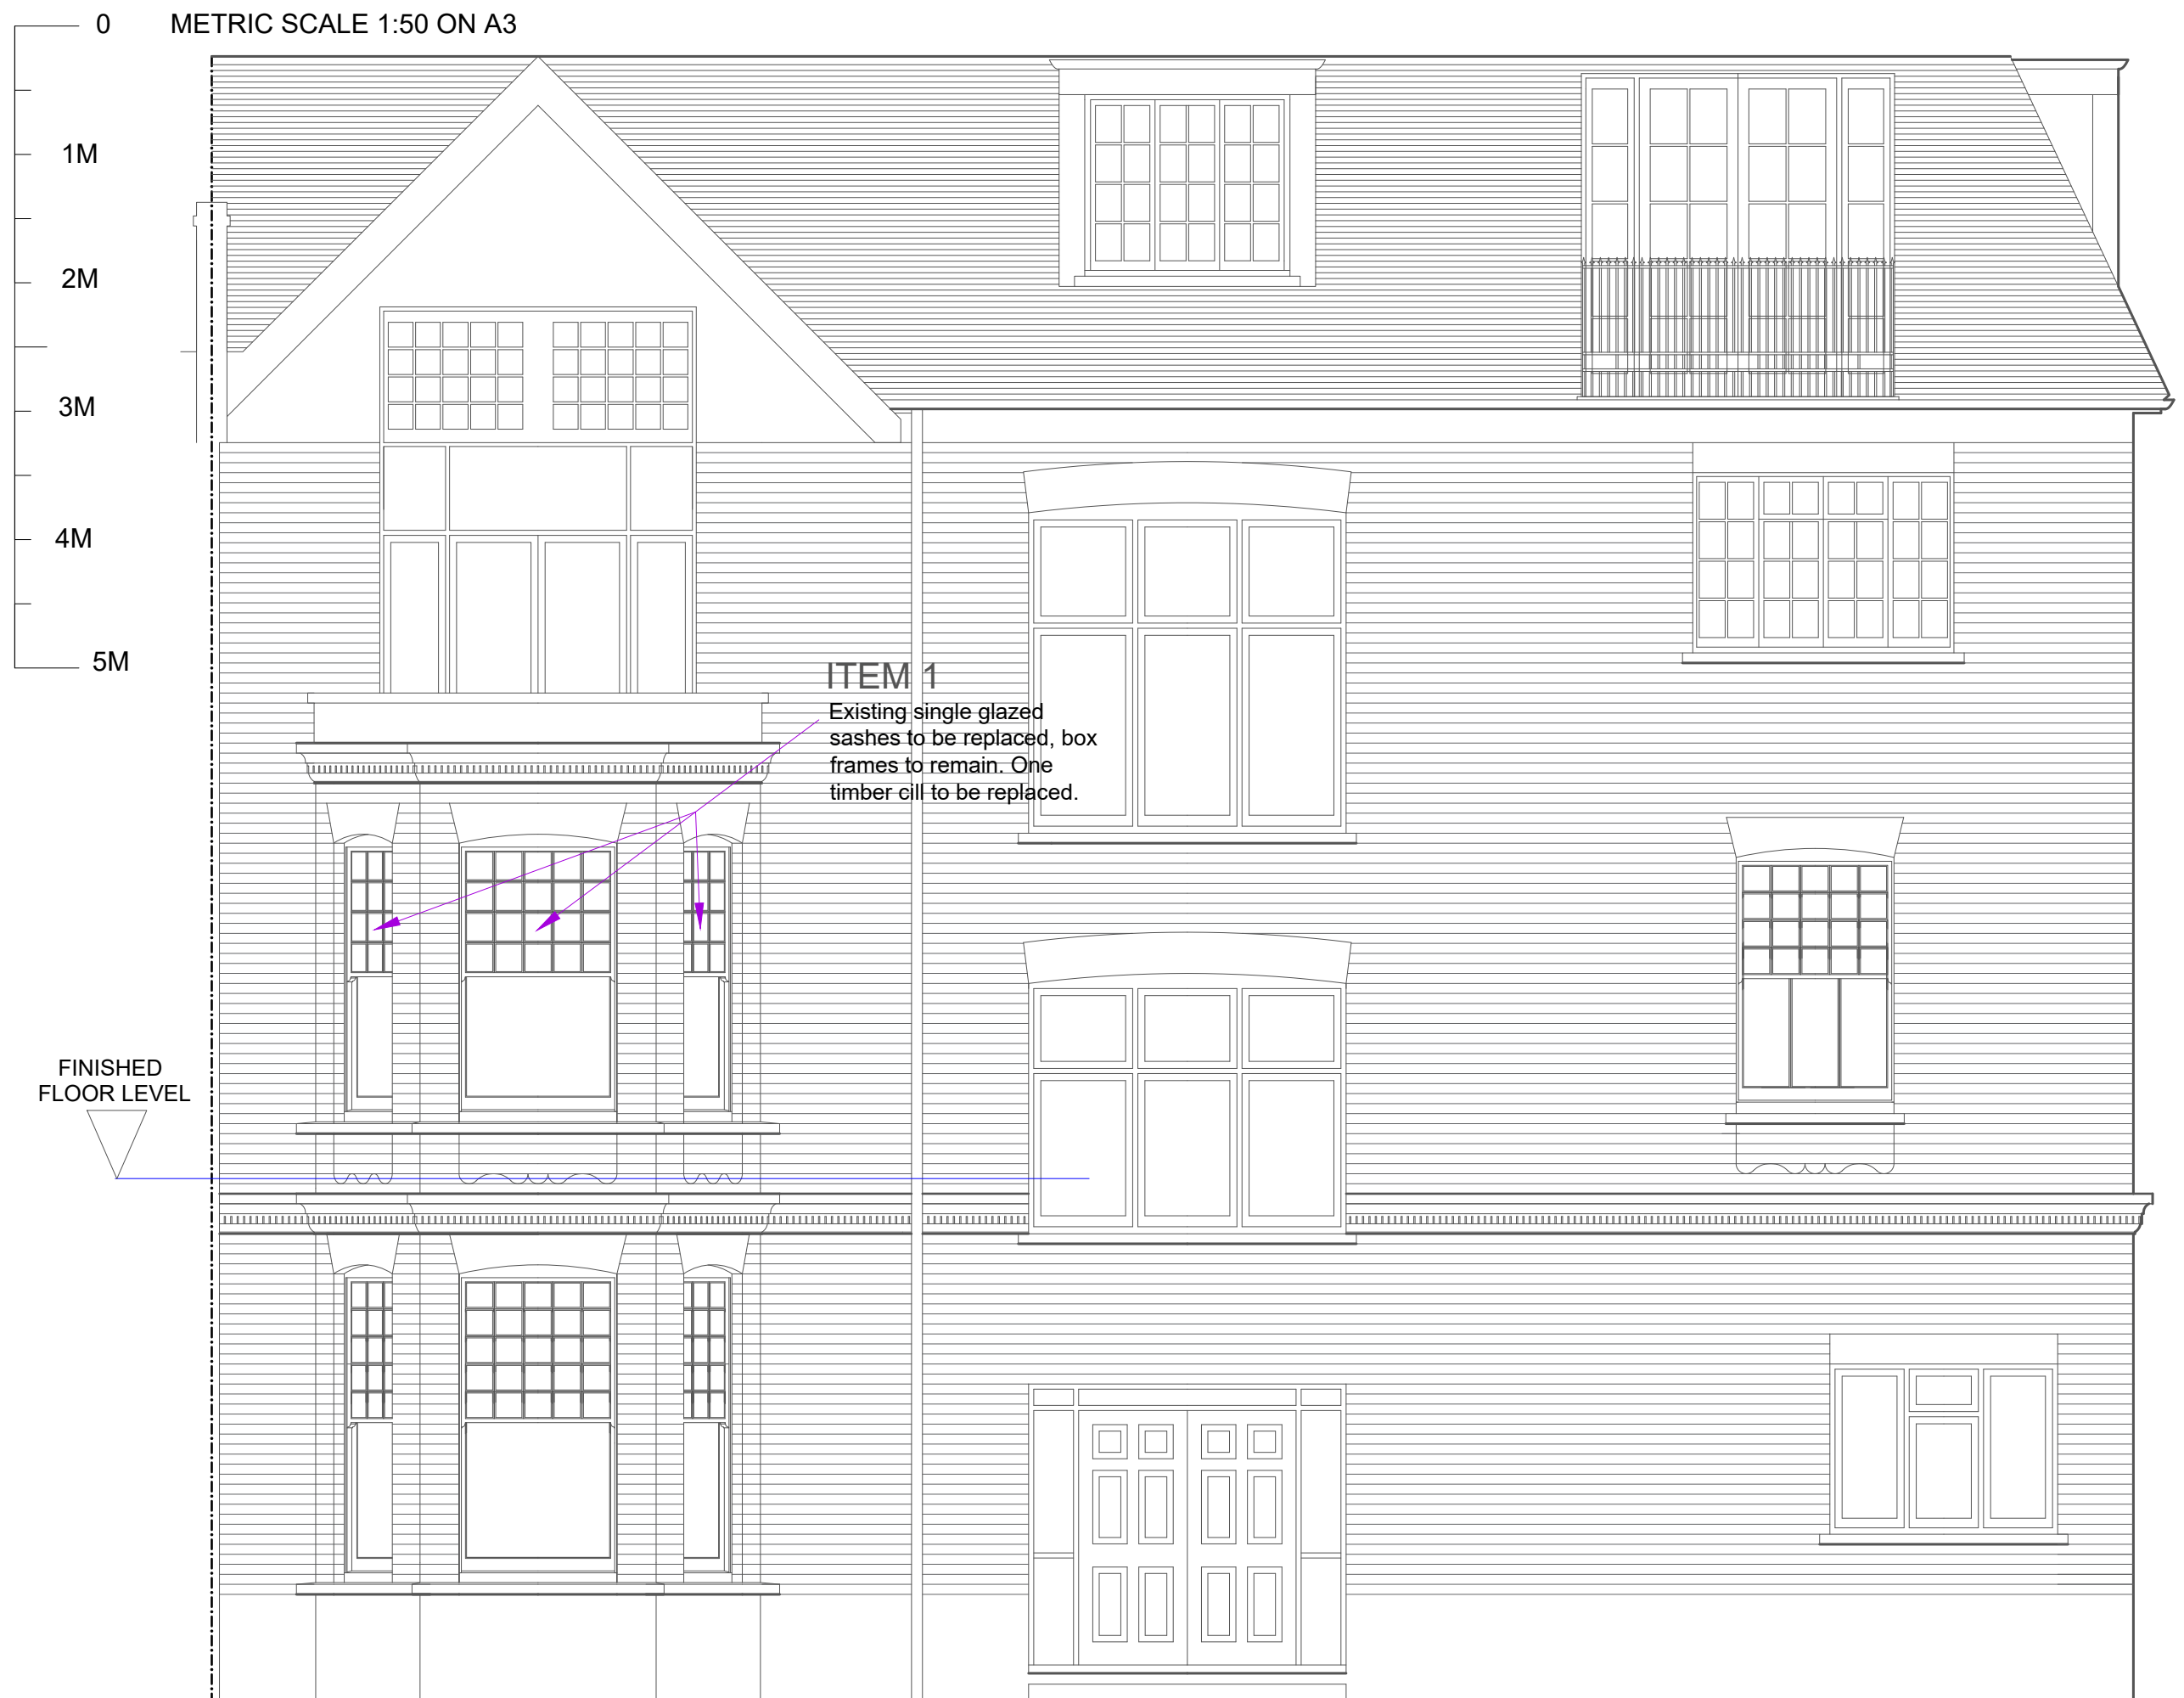 0 METRIC SCALE 1:50 ON A3
1M
2M
3M
4M
5M
ITEM 1
Existing single glazed
sashes to be replaced, box
frames to remain. One
timber cill to be replaced.
FINISHED
FLOOR LEVEL